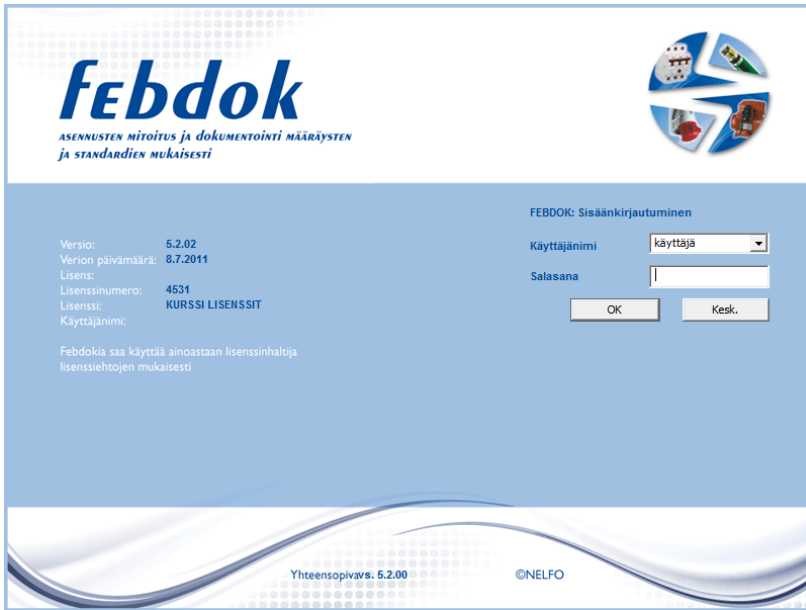 febdok
ASENNUSTEN MITOITUS JA DOKUMENTOINTI MÄÄRÄYSTEN
JA STANDARDIEN MUKAISESTI
FEBDOK: Sisäänkirjautuminen
Käyttäjänimi käyttäjä
Salasana
OK Kesk.
Versio: 5.2.02
Verion päivämäärä: 8.7.2011
Lisens:
Lisenssinumero: 4531
Lisenssi: KURSSI LISENSSIT
Käyttäjänimi:
Febdokia saa käyttää ainoastaan lisenssinhaltija
lisenssiehtojen mukaisesti
Yhteensopivavs. 5.2.00 ©NELFO